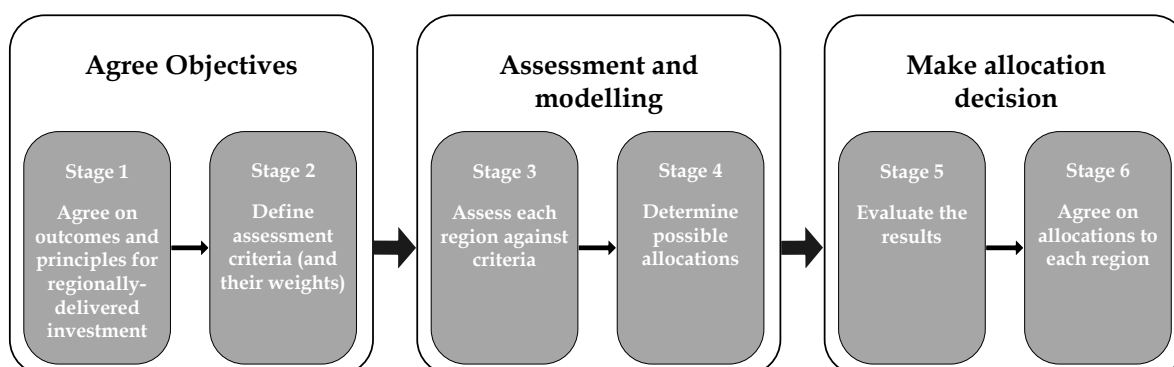 Agree Objectives
Stage 1
Agree on
outcomes and
principles for
regionally-
delivered
investment
Stage 2
Define
assessment
criteria (and
their weights)
Assessment and
modelling
Stage 3
Assess each
region against
criteria
Stage 4
Determine
possible
allocations
Make allocation
decision
Stage 5
Evaluate the
results
Stage 6
Agree on
allocations to
each region